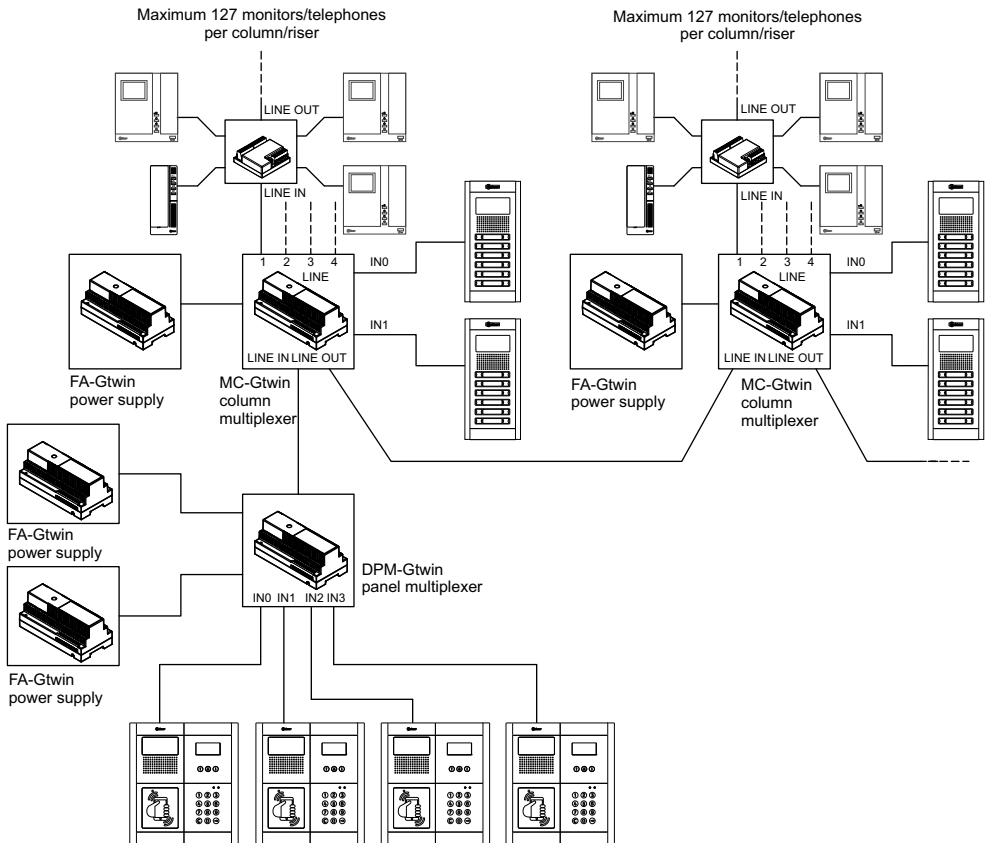 Maximum 127 monitors/telephones
per column/riser
Maximum 127 monitors/telephones
per column/riser
LINE OUT
LINE OUT
LINE IN
LINE IN
1 2 3 4
LINE
IN0
IN1
LINE IN LINE OUT
1 2 3 4
LINE
IN0
IN1
LINE IN LINE OUT
FA-Gtwin
power supply
MC-Gtwin
column
multiplexer
FA-Gtwin
power supply
MC-Gtwin
column
multiplexer
FA-Gtwin
power supply
DPM-Gtwin
panel multiplexer
IN0 IN1 IN2 IN3
FA-Gtwin
power supply